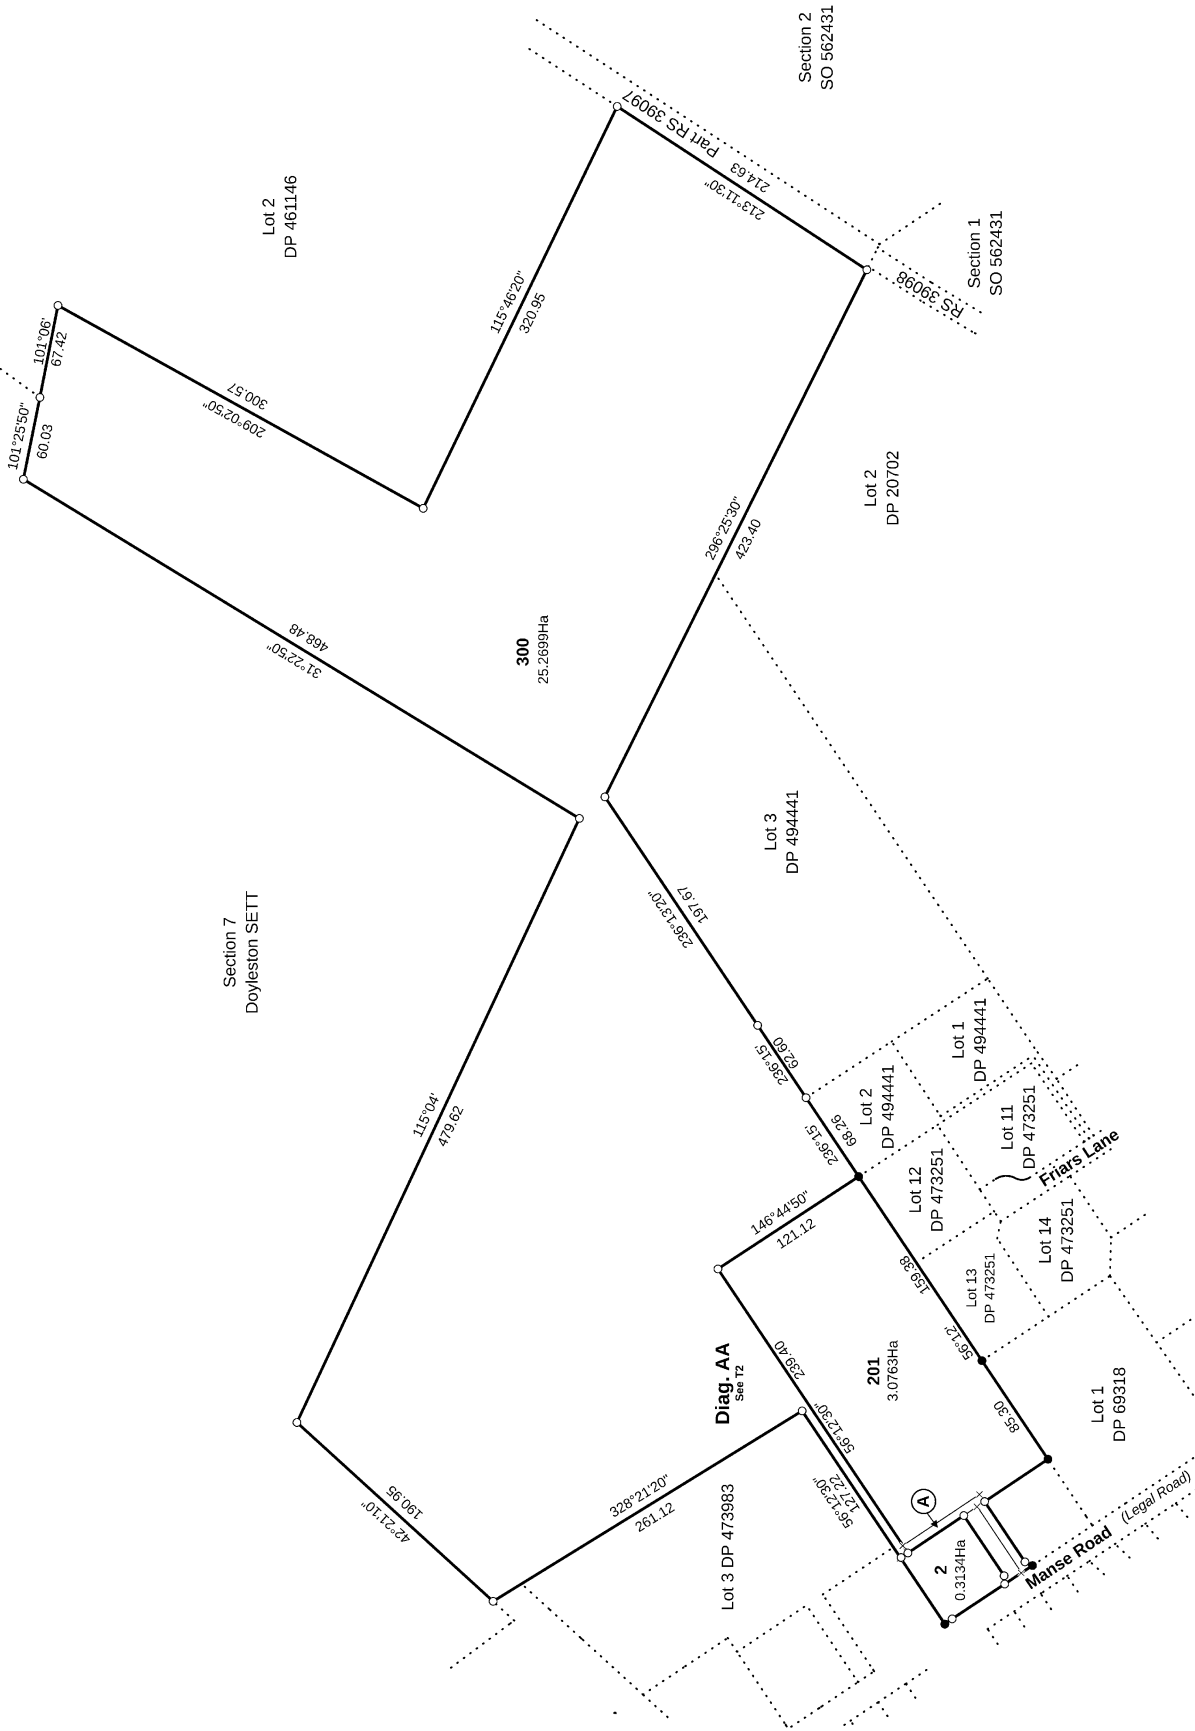 Section 2
SO 562431
Part RS 39097
214.63
213°11'30"
Lot 2
DP 461146
Section 1
SO 562431
RS 39098
101°06'
67.42
101°25'50"
60.03
300.57
209°02'50"
115°46'20"
320.95
Lot 2
DP 20702
296°25'30"
423.40
468.48
31°22'50"
300
25.2699Ha
Lot 3
DP 494441
197.67
236°13'20"
Section 7
Doyleston SETT
62.60
236°15'
Lot 1
DP 494441
Lot 2
DP 494441
68.26
236°15'
115°04'
479.62
Lot 11
DP 473251
Friars Lane
Lot 12
DP 473251
146°44'50"
121.12
Lot 14
DP 473251
Lot 13
DP 473251
159.38
56°12'
239.40
56°12'30"
Diag. AA
See T2
201
3.0763Ha
Lot 1
DP 69318
85.30
190.95
42°21'10"
328°21'20"
261.12
127.22
56°12'30"
Lot 3 DP 473983
A
2
0.3134Ha
Manse Road
(Legal Road)